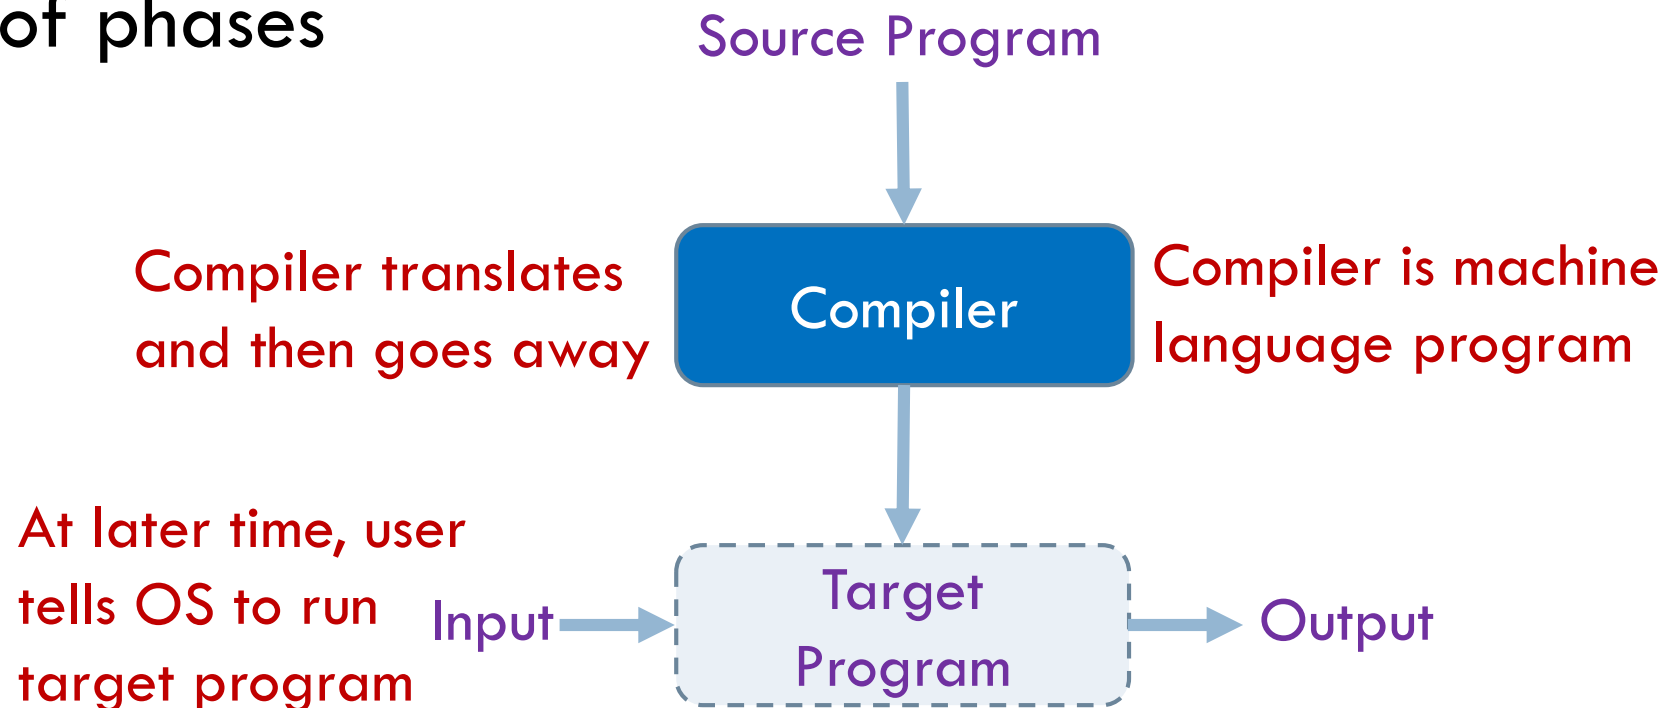 of phases
Source Program
Compiler translates
and then goes away
Compiler
Compiler is machine
language program
At later time, user
tells OS to run
target program
Input
Target
Program
Output